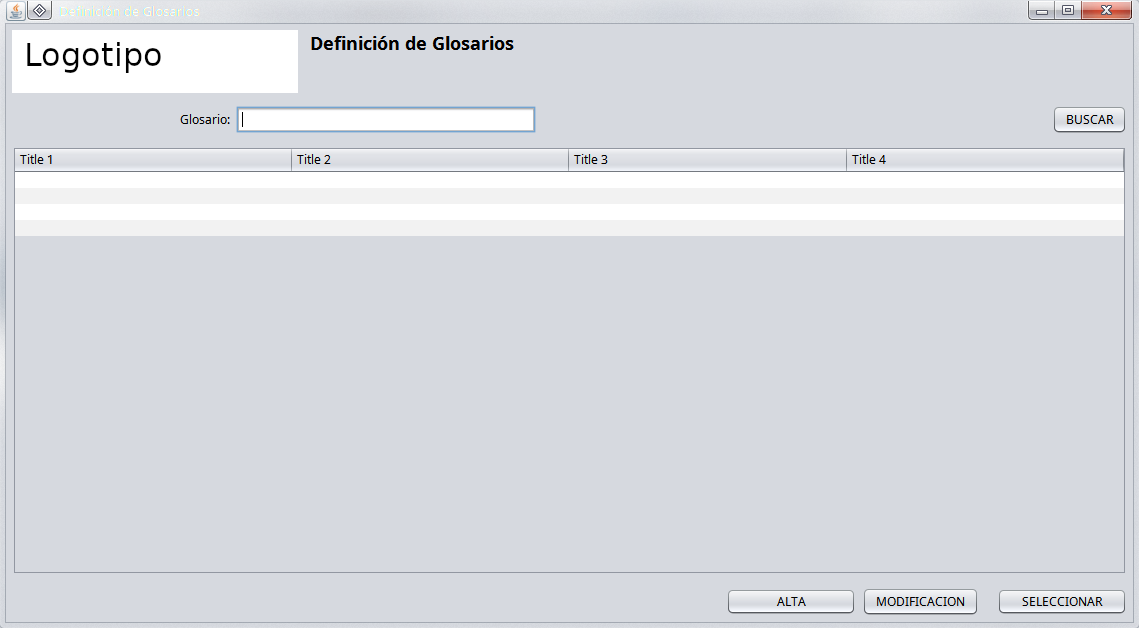 Definición de Glosarios
Logotipo
Definición de Glosarios
Glosario:
BUSCAR
Title 1 Title 2 Title 3 Title 4
ALTA MODIFICACION SELECCIONAR